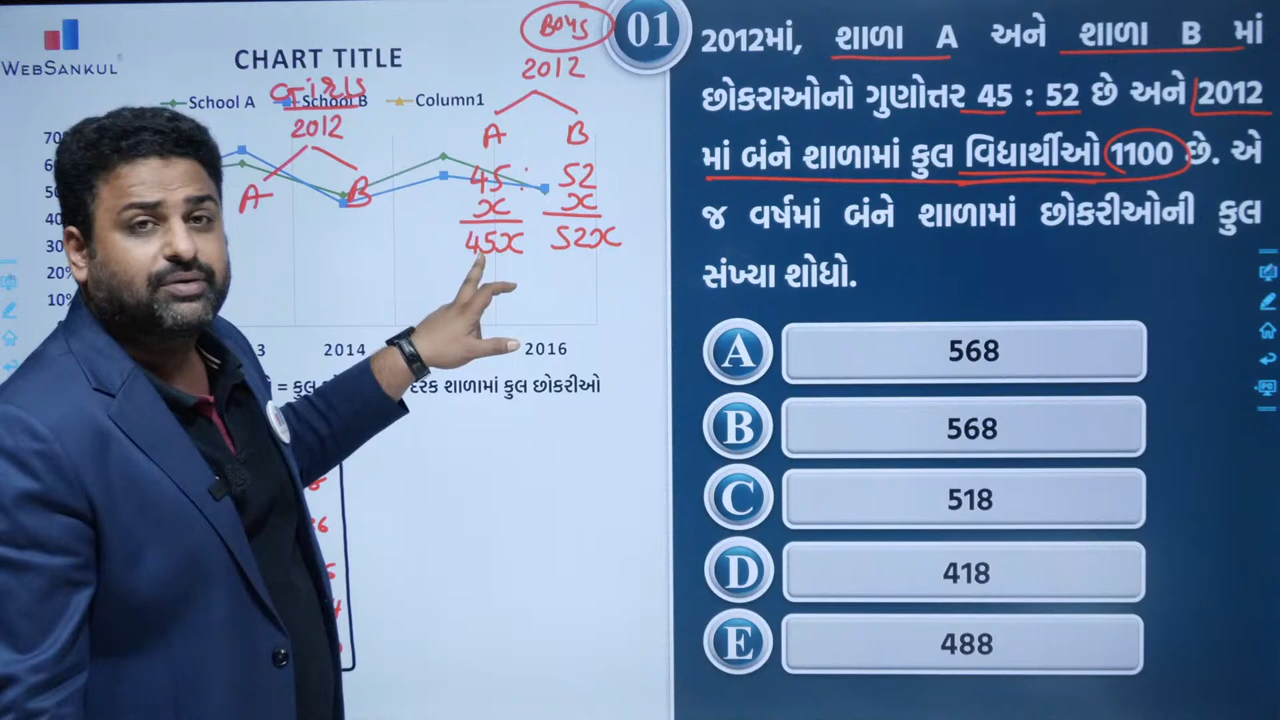 WEBSANKUL
CHART TITLE
School A School B Column1
70%
60%
50%
40%
30%
20%
10%
2014 2016
= કુલ
દરેક શાળામાં કુલ છોકરીઓ
Girls
2012
A B
Boys
2012
A B
45 : 52
x x
45x 52x
01
2012માં, શાળા A અને શાળા B માં
છોકરાઓનો ગુણોત્તર 45 : 52 છે અને 2012
માં બંને શાળામાં કુલ વિદ્યાર્થીઓ 1100 છે. એ
જ વર્ષમાં બંને શાળામાં છોકરીઓની કુલ
સંખ્યા શોધો.
A 568
B 568
C 518
D 418
E 488